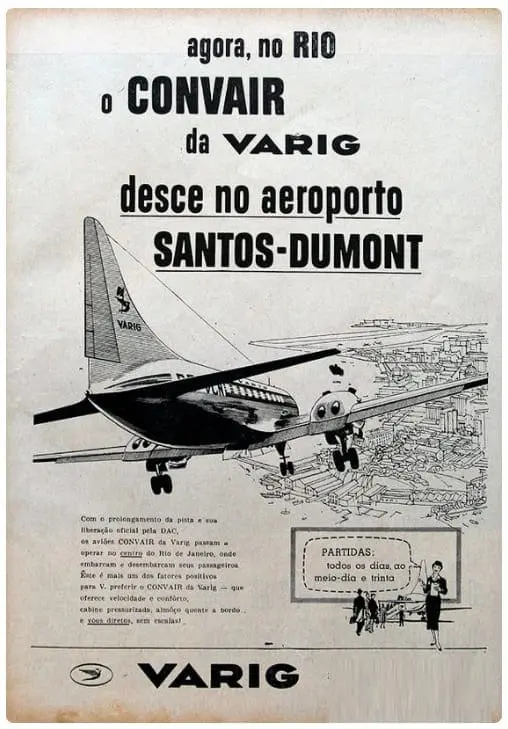 agora, no RIO
o CONVAIR
da VARIG
desce no aeroporto
SANTOS-DUMONT
VARIG
Com o prolongamento da pista e sua
liberação oficial pela DAC,
os aviões CONVAIR da Varig passam a
operar no centro do Rio de Janeiro, onde
embarcam e desembarcam seus passageiros
Êste é mais um dos fatores positivos
para V. preferir o CONVAIR da Varig — que
oferece velocidade e confôrto,
cabine pressurizada, almôço quente a bordo
e voos diretos, sem escalas!
PARTIDAS:
todos os dias, ao
meio-dia e trinta
VARIG